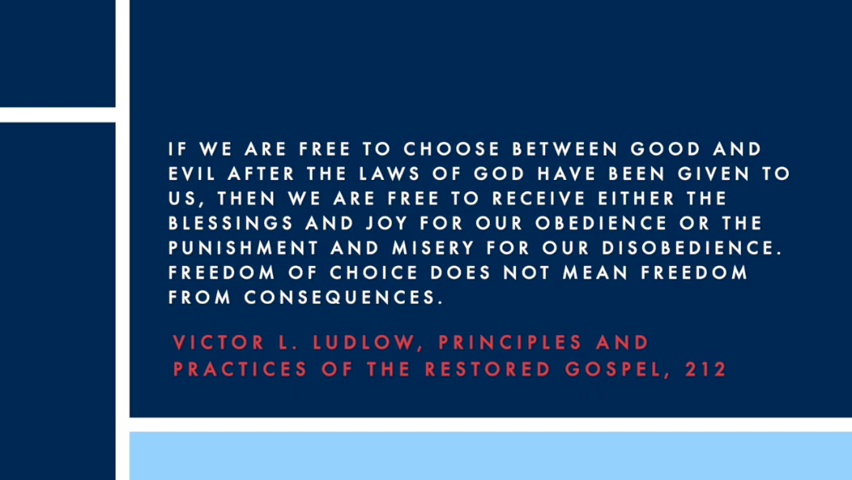 IF WE ARE FREE TO CHOOSE BETWEEN GOOD AND
EVIL AFTER THE LAWS OF GOD HAVE BEEN GIVEN TO
US, THEN WE ARE FREE TO RECEIVE EITHER THE
BLESSINGS AND JOY FOR OUR OBEDIENCE OR THE
PUNISHMENT AND MISERY FOR OUR DISOBEDIENCE.
FREEDOM OF CHOICE DOES NOT MEAN FREEDOM
FROM CONSEQUENCES.
VICTOR L. LUDLOW, PRINCIPLES AND
PRACTICES OF THE RESTORED GOSPEL, 212